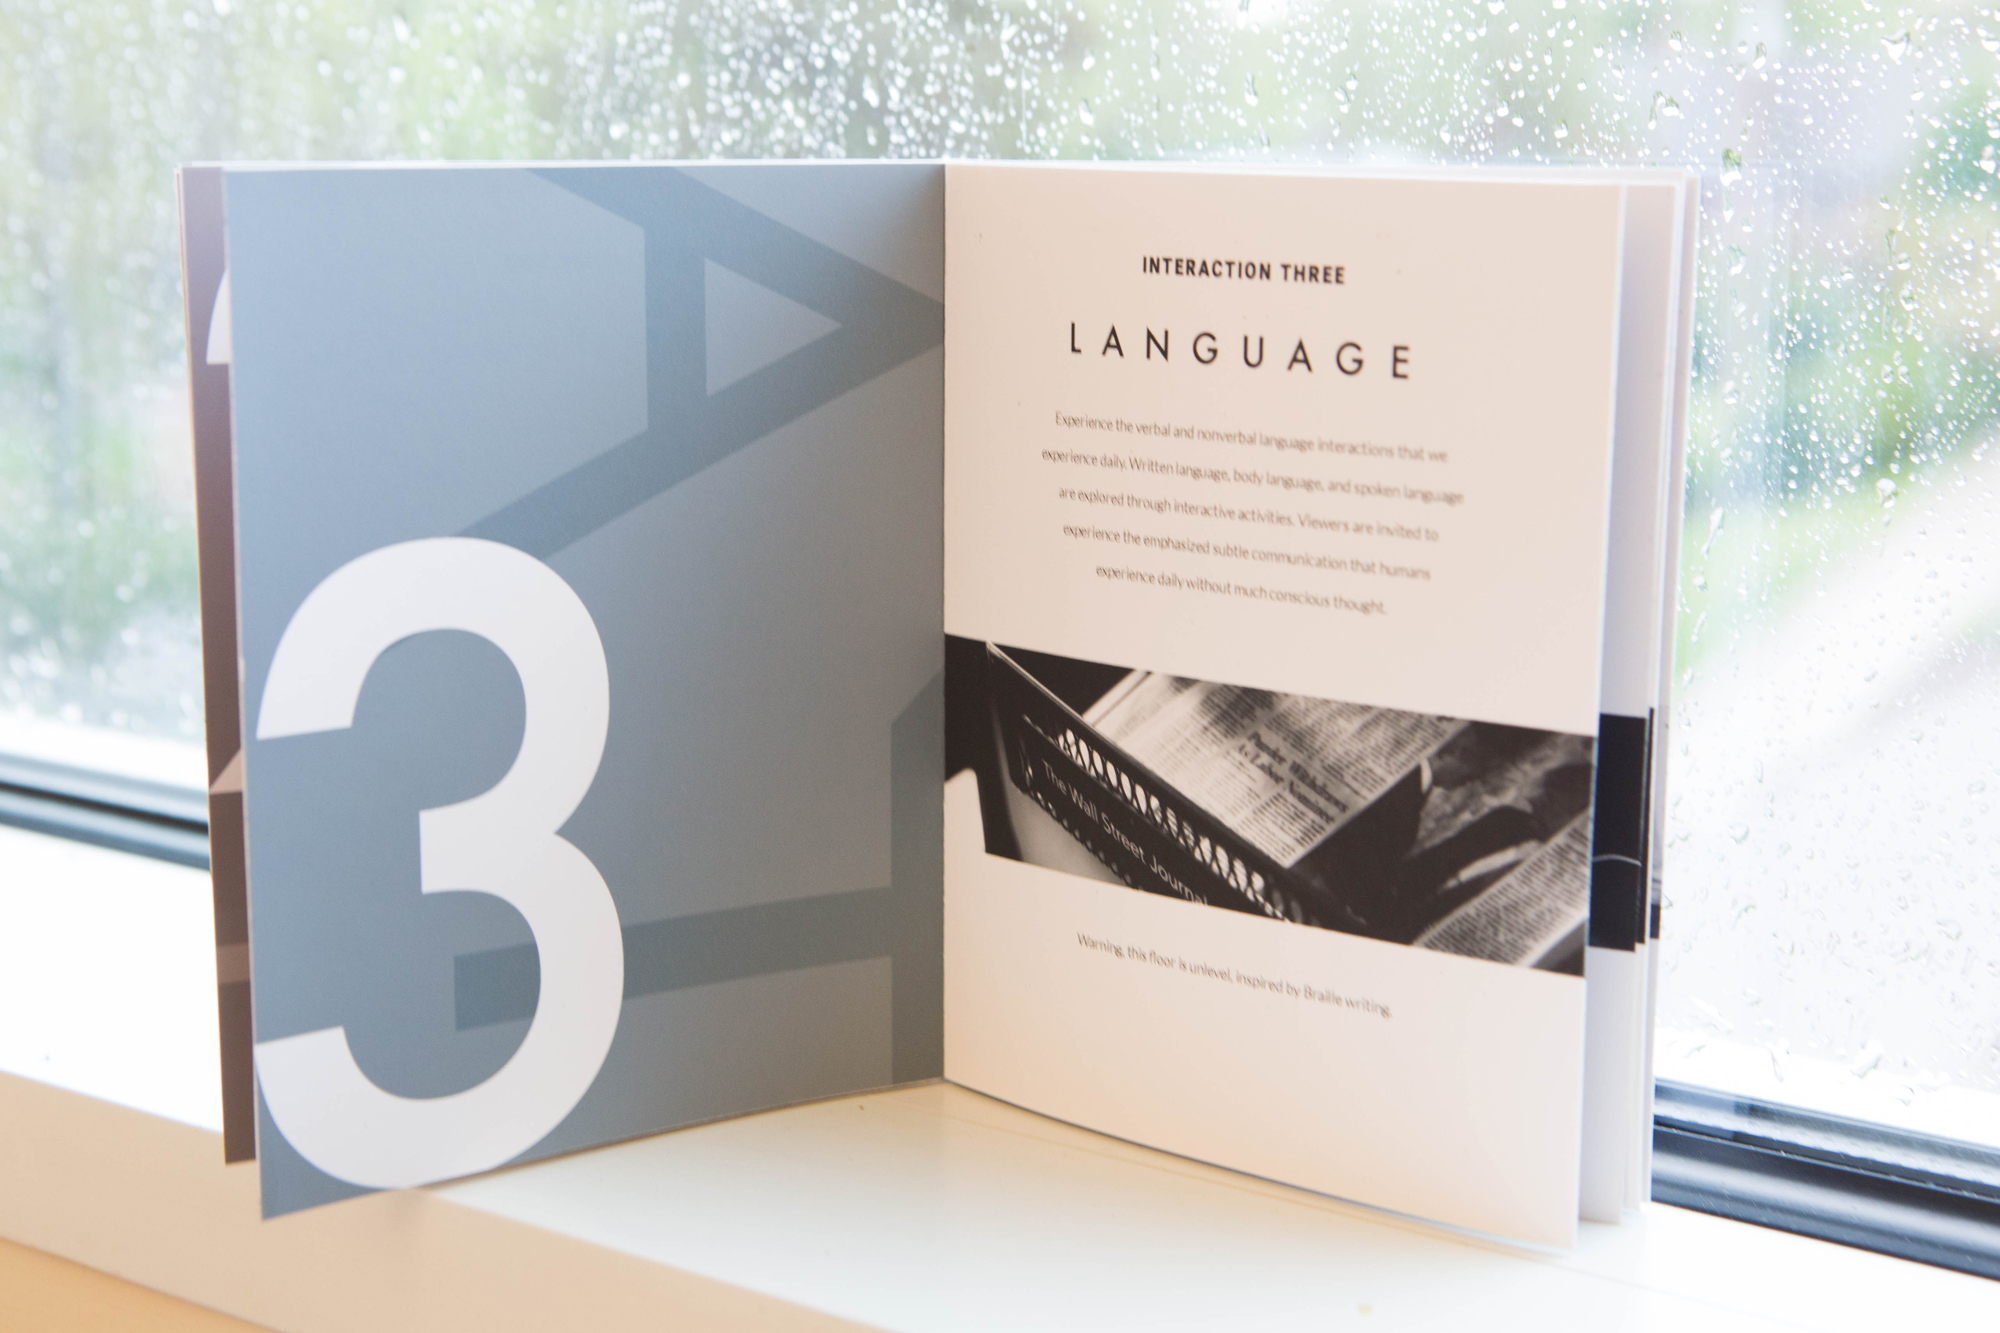 3
INTERACTION THREE
LANGUAGE
Experience the verbal and nonverbal language interactions that we
experience daily. Written language, body language, and spoken language
are explored through interactive activities. Viewers are invited to
experience the emphasized subtle communication that humans
experience daily without much conscious thought.
The Wall Street Journal
Warning, this floor is unlevel, inspired by Braille writing.